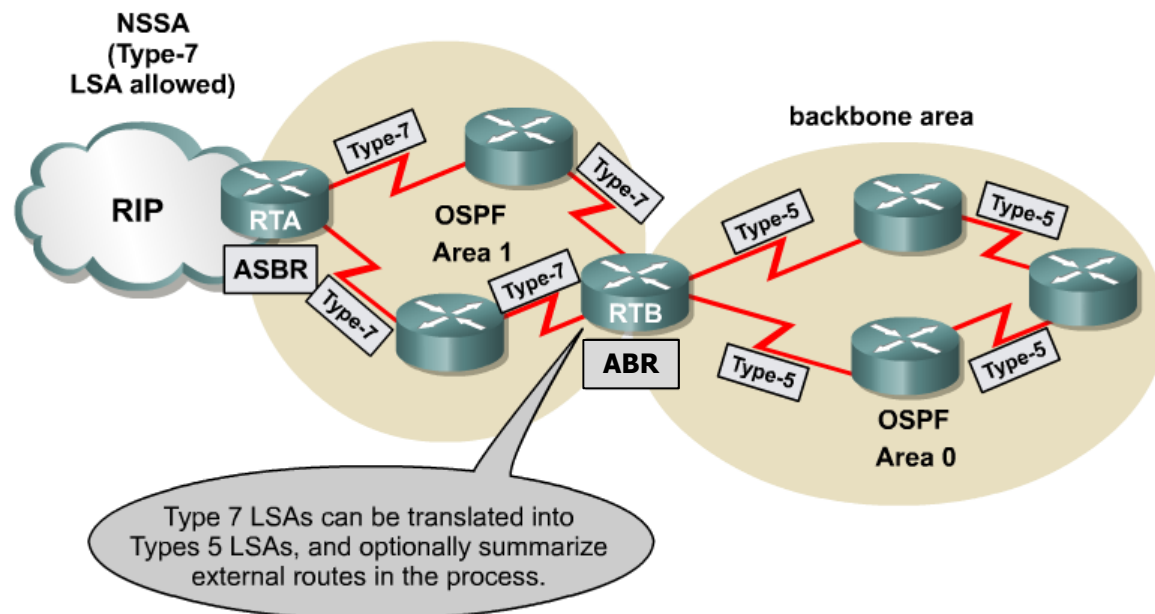 NSSA
(Type-7
LSA allowed)
RIP
RTA
ASBR
Type-7
Type-7
OSPF
Area 1
Type-7
Type-7
RTB
ABR
backbone area
Type-5
Type-5
Type-5
Type-5
OSPF
Area 0
Type 7 LSAs can be translated into
Types 5 LSAs, and optionally summarize
external routes in the process.